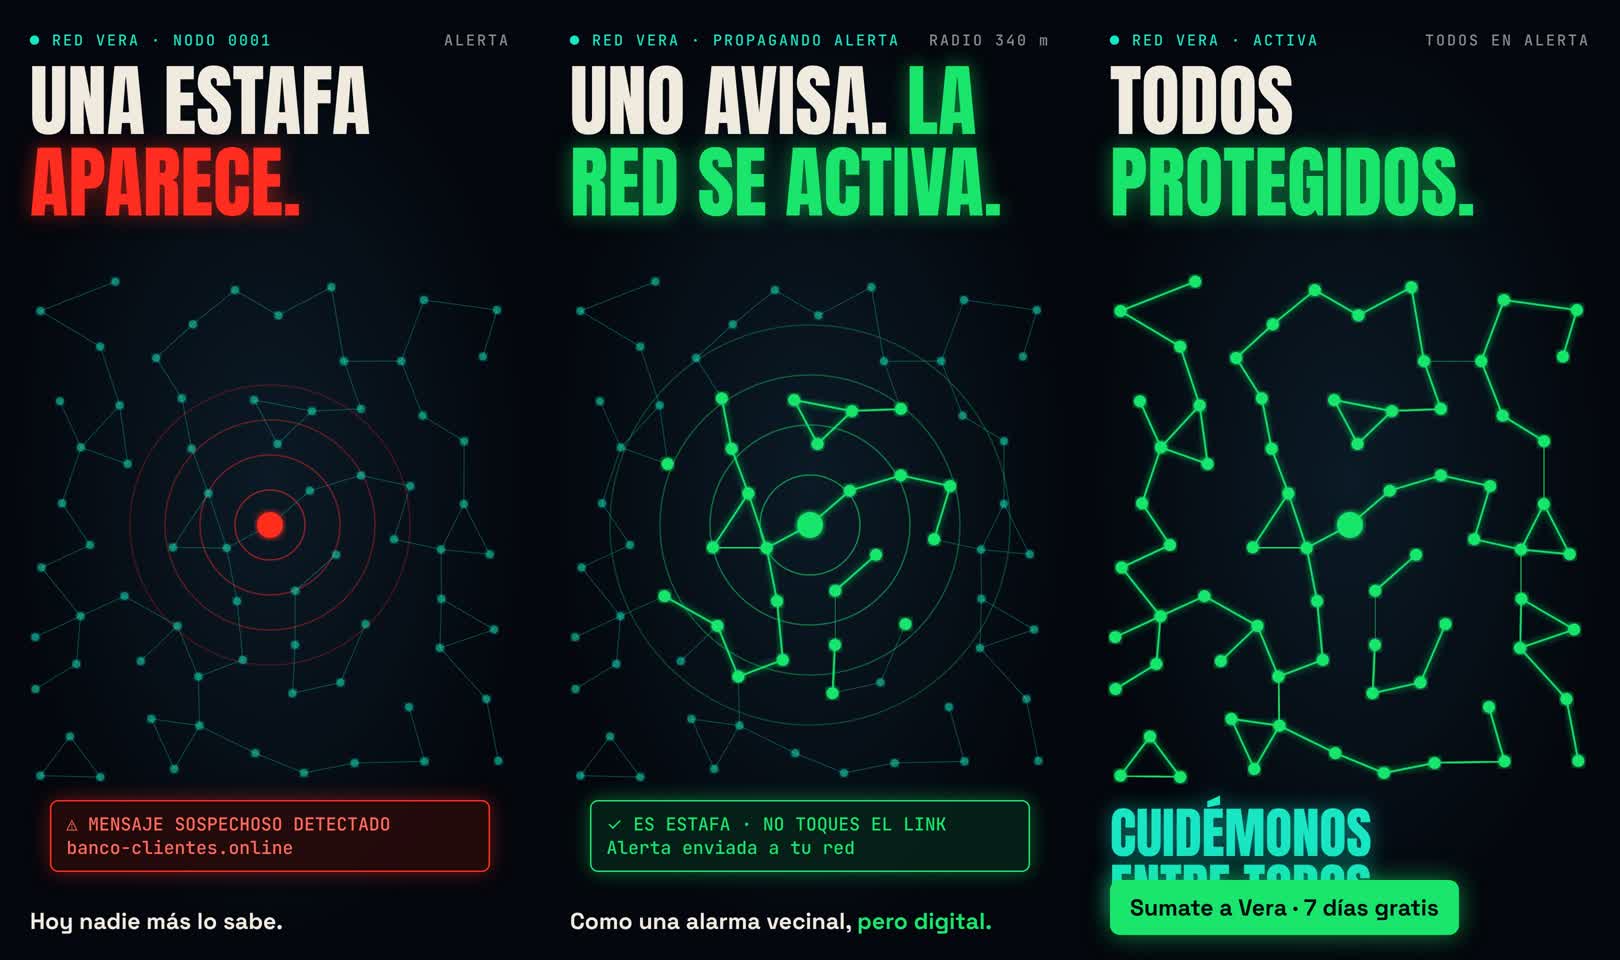 RED VERA · NODO 0001
ALERTA
UNA ESTAFA
APARECE.
⚠ MENSAJE SOSPECHOSO DETECTADO
banco-clientes.online
Hoy nadie más lo sabe.
RED VERA · PROPAGANDO ALERTA
RADIO 340 m
UNO AVISA. LA
RED SE ACTIVA.
✓ ES ESTAFA · NO TOQUES EL LINK
Alerta enviada a tu red
Como una alarma vecinal, pero digital.
RED VERA · ACTIVA
TODOS EN ALERTA
TODOS
PROTEGIDOS.
CUIDÉMONOS
ENTRE TODOS
Sumate a Vera · 7 días gratis